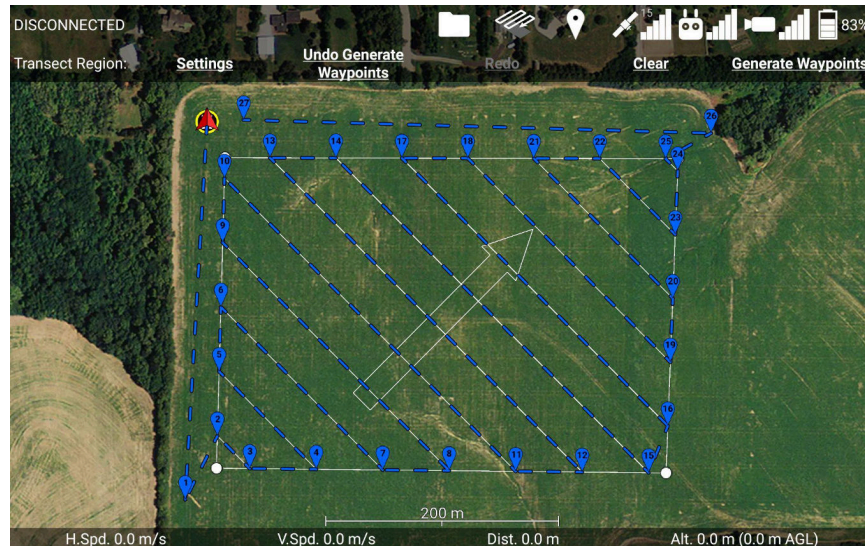 DISCONNECTED
15
83%
Transect Region:
Settings
Undo Generate
Waypoints
Redo
Clear
Generate Waypoints
27
26
13
14
17
18
21
22
25
24
10
9
23
6
20
5
19
2
16
3
4
7
8
11
12
15
1
200 m
H.Spd. 0.0 m/s
V.Spd. 0.0 m/s
Dist. 0.0 m
Alt. 0.0 m (0.0 m AGL)